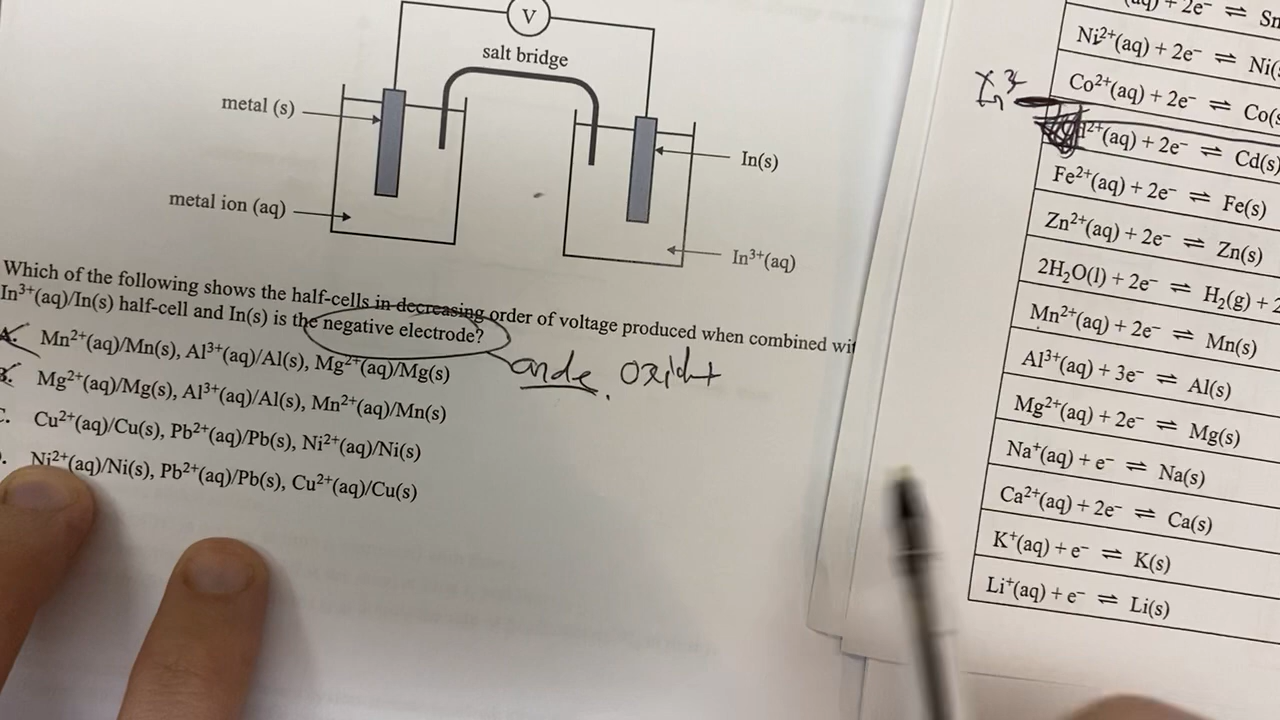 V
salt bridge
metal (s)
In(s)
metal ion (aq)
In³⁺(aq)
Which of the following shows the half-cells in decreasing order of voltage produced when combined wit
In³⁺(aq)/In(s) half-cell and In(s) is the negative electrode?
A. Mn²⁺(aq)/Mn(s), Al³⁺(aq)/Al(s), Mg²⁺(aq)/Mg(s)
B. Mg²⁺(aq)/Mg(s), Al³⁺(aq)/Al(s), Mn²⁺(aq)/Mn(s)
C. Cu²⁺(aq)/Cu(s), Pb²⁺(aq)/Pb(s), Ni²⁺(aq)/Ni(s)
. Ni²⁺(aq)/Ni(s), Pb²⁺(aq)/Pb(s), Cu²⁺(aq)/Cu(s)
(aq) + 2e⁻ ⇌ Sn
Ni²⁺(aq) + 2e⁻ ⇌ Ni(s
Co²⁺(aq) + 2e⁻ ⇌ Co(s
²⁺(aq) + 2e⁻ ⇌ Cd(s)
Fe²⁺(aq) + 2e⁻ ⇌ Fe(s)
Zn²⁺(aq) + 2e⁻ ⇌ Zn(s)
2H₂O(l) + 2e⁻ ⇌ H₂(g) + 2
Mn²⁺(aq) + 2e⁻ ⇌ Mn(s)
Al³⁺(aq) + 3e⁻ ⇌ Al(s)
Mg²⁺(aq) + 2e⁻ ⇌ Mg(s)
Na⁺(aq) + e⁻ ⇌ Na(s)
Ca²⁺(aq) + 2e⁻ ⇌ Ca(s)
K⁺(aq) + e⁻ ⇌ K(s)
Li⁺(aq) + e⁻ ⇌ Li(s)